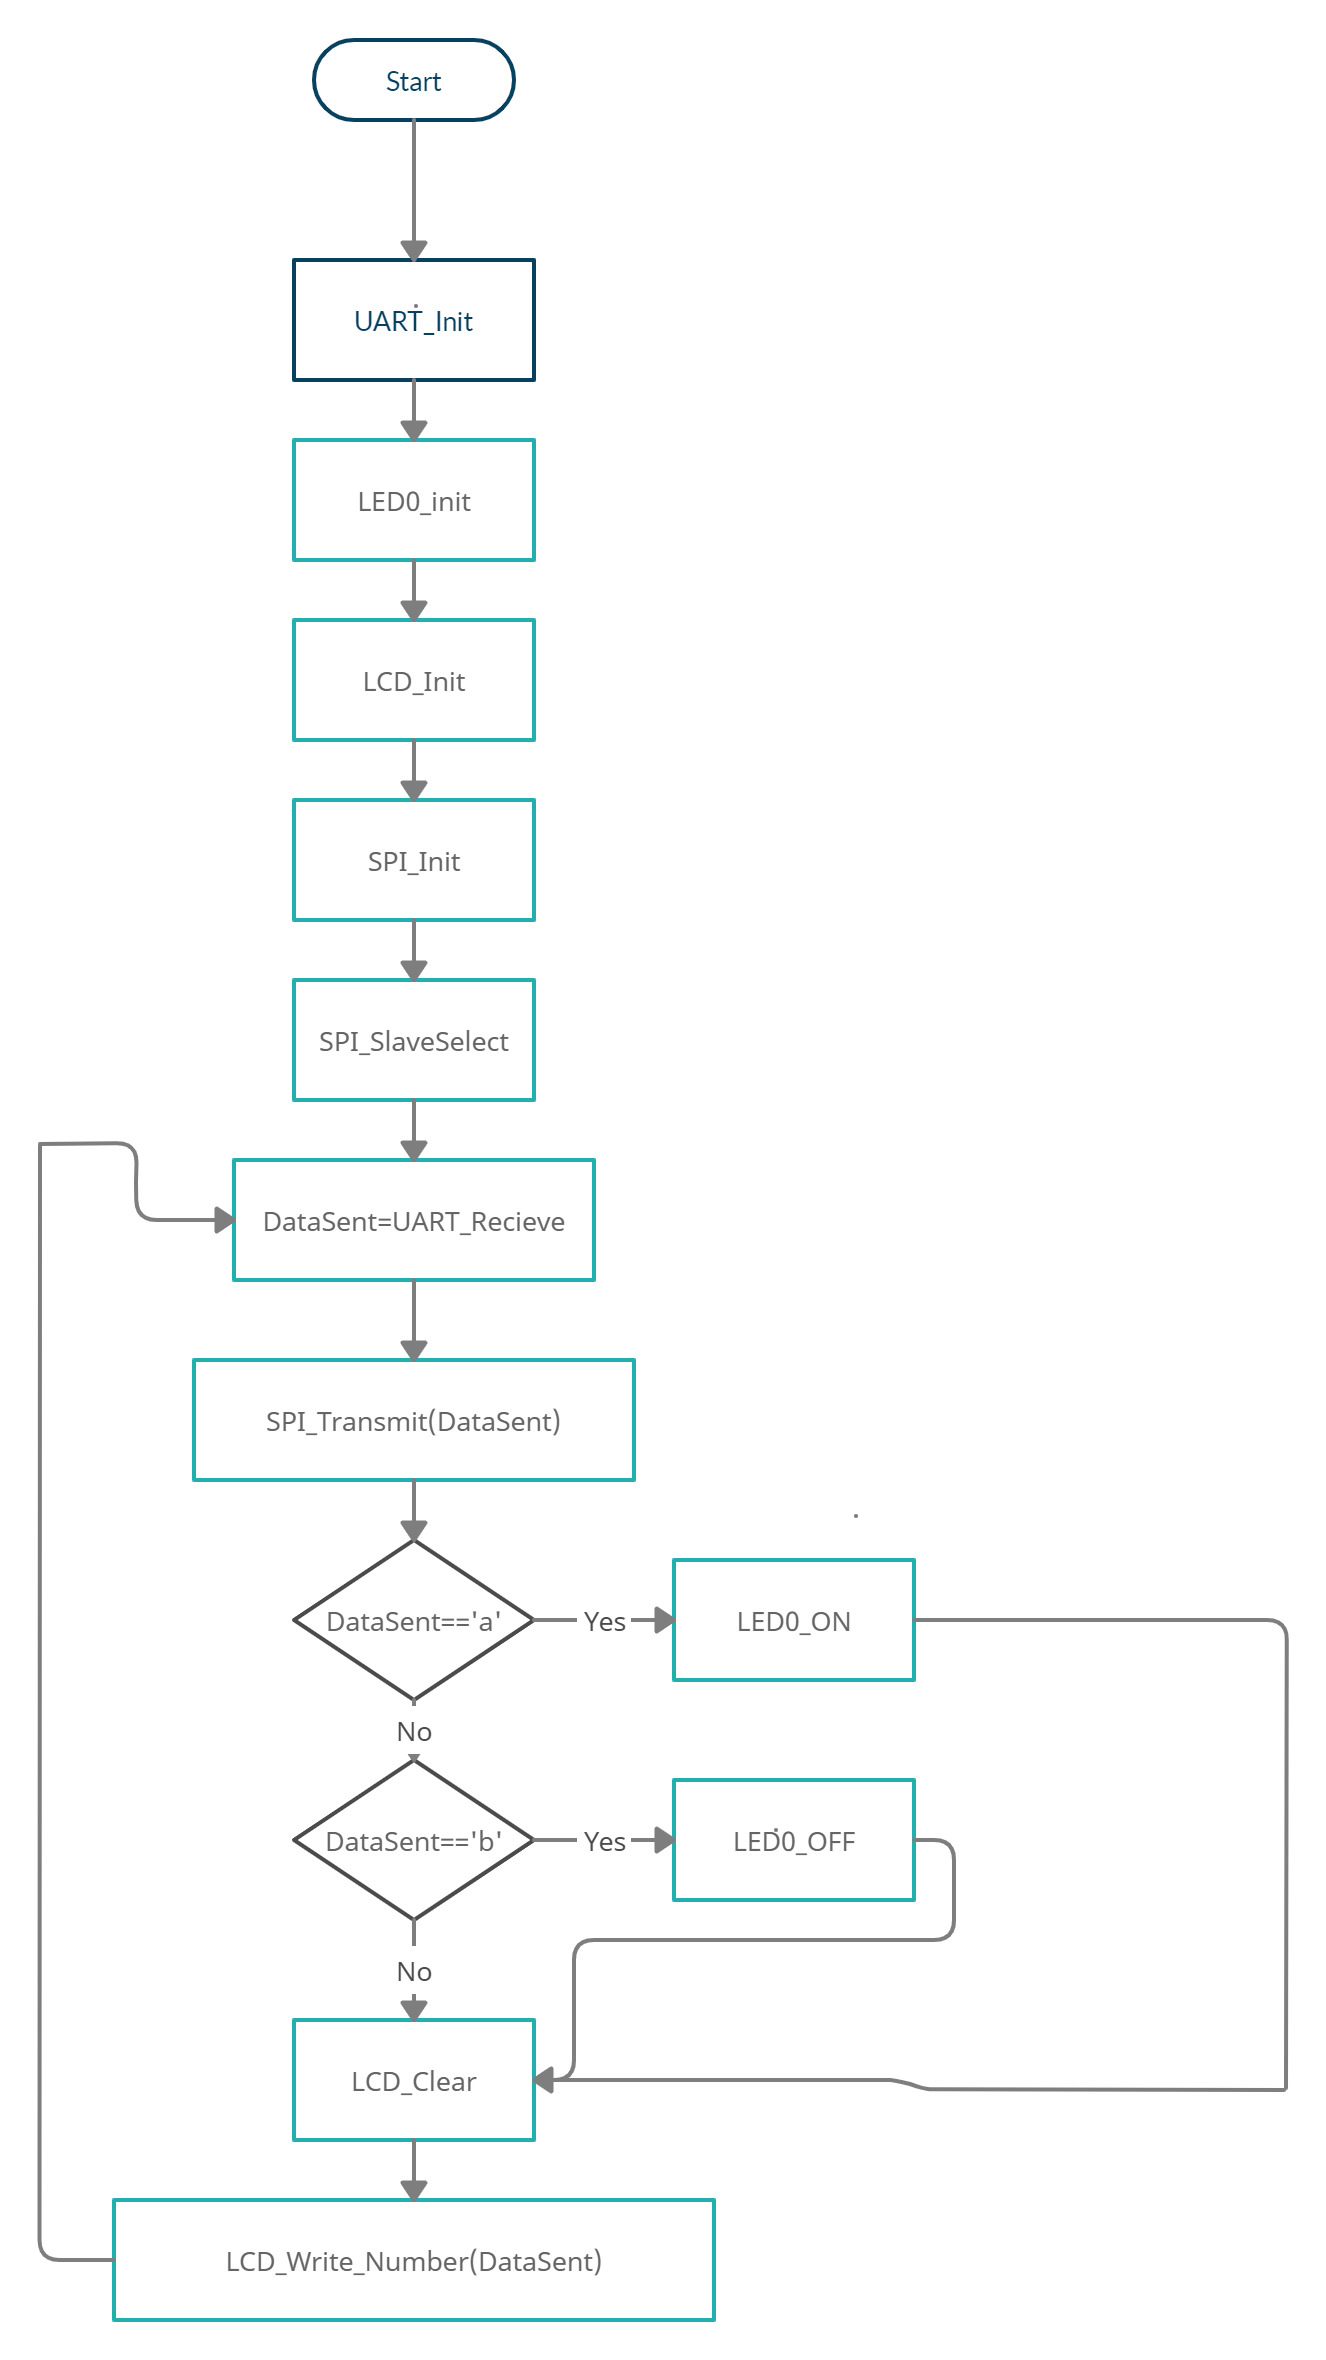 Start
UART_Init
LED0_init
LCD_Init
SPI_Init
SPI_SlaveSelect
DataSent=UART_Recieve
SPI_Transmit(DataSent)
DataSent=='a'
Yes
LED0_ON
No
DataSent=='b'
Yes
LED0_OFF
No
LCD_Clear
LCD_Write_Number(DataSent)